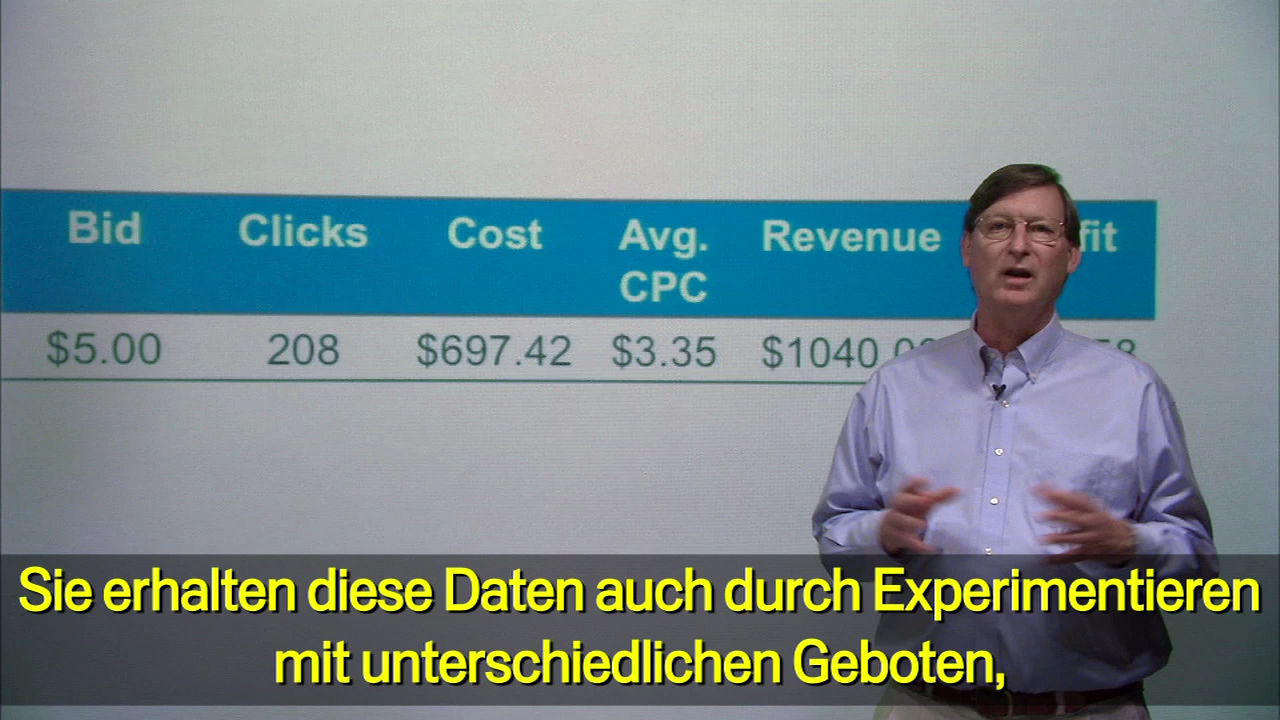 Bid Clicks Cost Avg. CPC Revenue
$5.00 208 $697.42 $3.35
Sie erhalten diese Daten auch durch Experimentieren
mit unterschiedlichen Geboten,